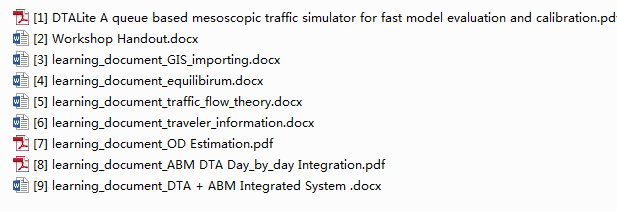 [1] DTALite A queue based mesoscopic traffic simulator for fast model evaluation and calibration.pdf
[2] Workshop Handout.docx
[3] learning_document_GIS_importing.docx
[4] learning_document_equilibirum.docx
[5] learning_document_traffic_flow_theory.docx
[6] learning_document_traveler_information.docx
[7] learning_document_OD Estimation.pdf
[8] learning_document_ABM DTA Day_by_day Integration.pdf
[9] learning_document_DTA + ABM Integrated System .docx